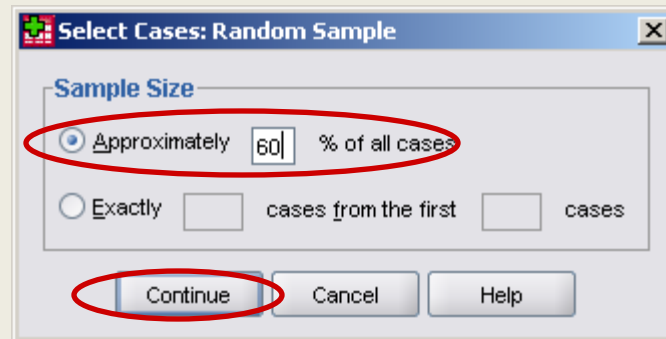 Select Cases: Random Sample
Sample Size
Approximately 60 % of all cases
Exactly cases from the first cases
Continue Cancel Help